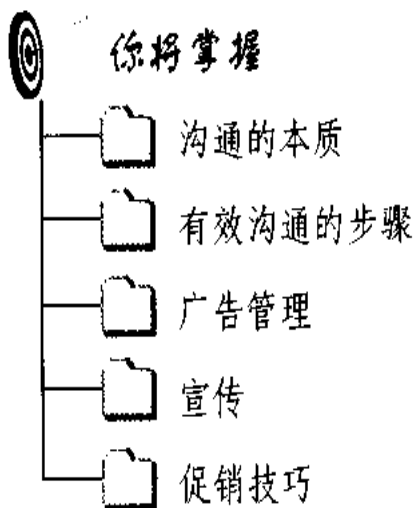 你将掌握
沟通的本质
有效沟通的步骤
广告管理
宣传
促销技巧